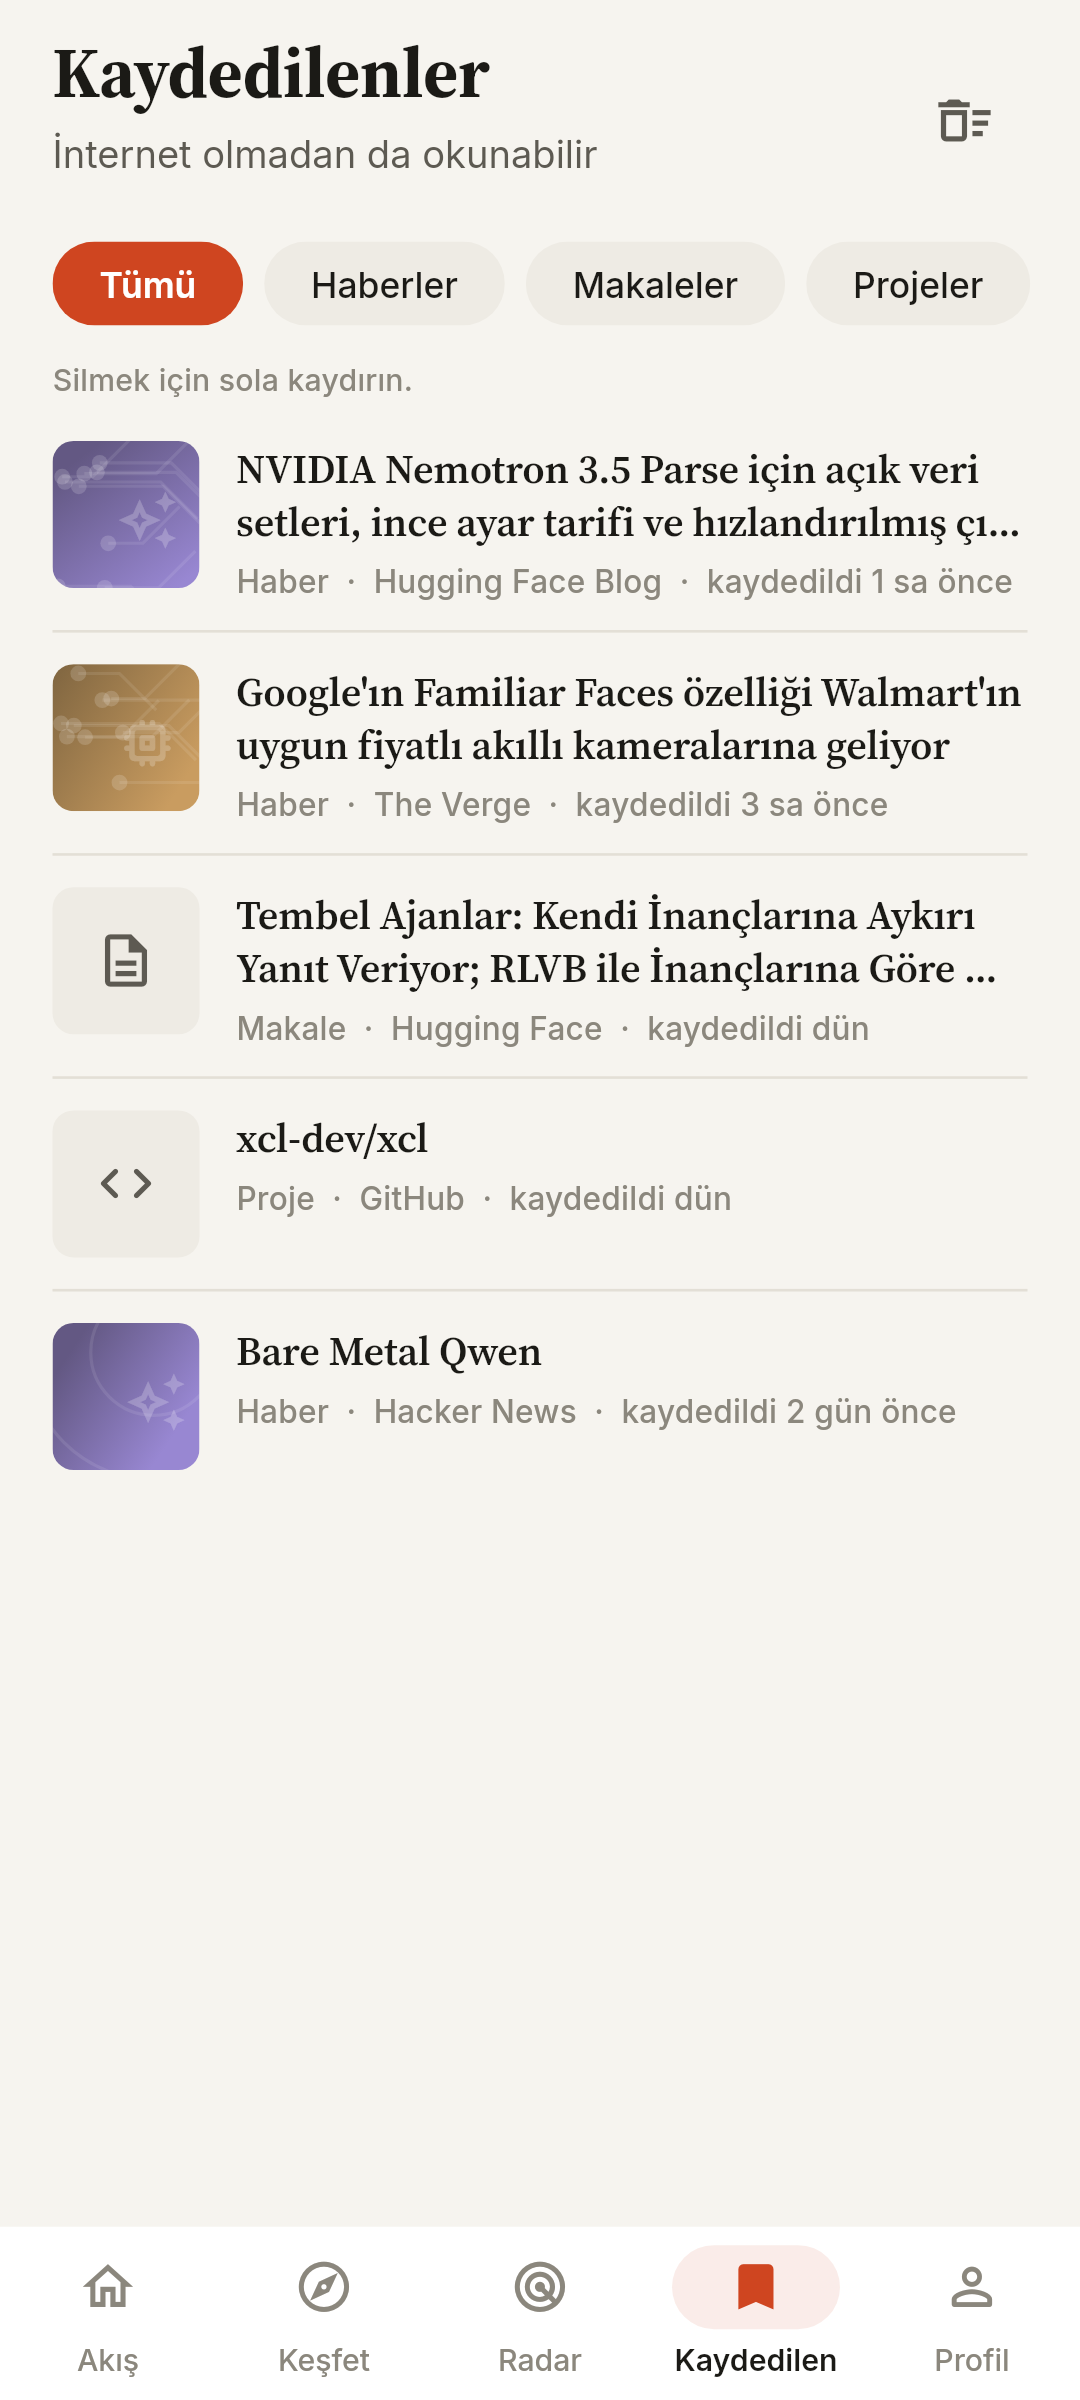 Kaydedilenler
İnternet olmadan da okunabilir
Tümü
Haberler
Makaleler
Projeler
Silmek için sola kaydırın.
NVIDIA Nemotron 3.5 Parse için açık veri
setleri, ince ayar tarifi ve hızlandırılmış çı...
Haber · Hugging Face Blog · kaydedildi 1 sa önce
Google'ın Familiar Faces özelliği Walmart'ın
uygun fiyatlı akıllı kameralarına geliyor
Haber · The Verge · kaydedildi 3 sa önce
Tembel Ajanlar: Kendi İnançlarına Aykırı
Yanıt Veriyor; RLVB ile İnançlarına Göre ...
Makale · Hugging Face · kaydedildi dün
xcl-dev/xcl
Proje · GitHub · kaydedildi dün
Bare Metal Qwen
Haber · Hacker News · kaydedildi 2 gün önce
Akış
Keşfet
Radar
Kaydedilen
Profil